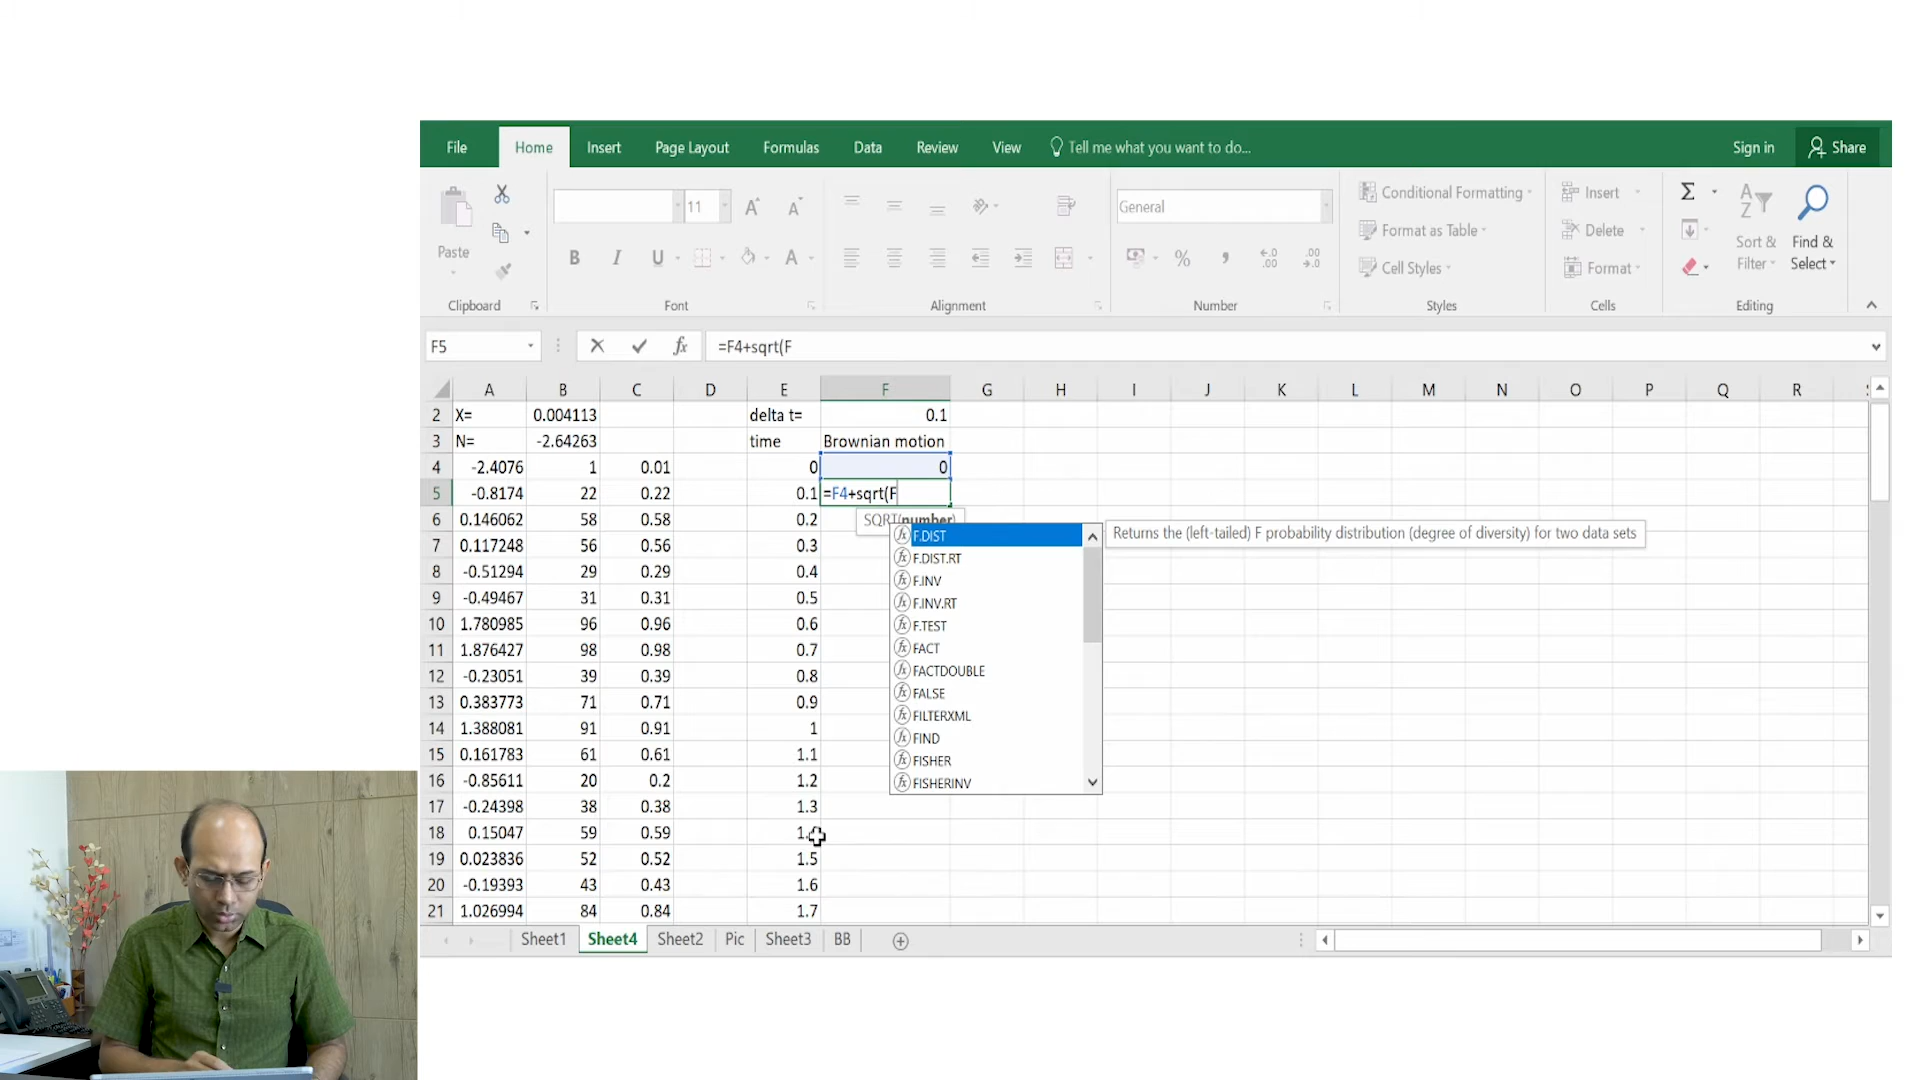 File Home Insert Page Layout Formulas Data Review View Tell me what you want to do... Sign in Share
11 General Conditional Formatting Insert
Paste Format as Table Delete Sort & Find &
B I U A % Cell Styles Format Filter Select
Clipboard Font Alignment Number Styles Cells Editing
F5 fx =F4+sqrt(F
A B C D E F G H I J K L M N O P Q R
2 X= 0.004113 delta t= 0.1
3 N= -2.64263 time Brownian motion
4 -2.4076 1 0.01 0 0
5 -0.8174 22 0.22 0.1 =F4+sqrt(F
6 0.146062 58 0.58 0.2 SQRT(number)
F.DIST Returns the (left-tailed) F probability distribution (degree of diversity) for two data sets
7 0.117248 56 0.56 0.3 F.DIST.RT
8 -0.51294 29 0.29 0.4 F.INV
9 -0.49467 31 0.31 0.5 F.INV.RT
10 1.780985 96 0.96 0.6 F.TEST
11 1.876427 98 0.98 0.7 FACT
12 -0.23051 39 0.39 0.8 FACTDOUBLE
13 0.383773 71 0.71 0.9 FALSE
14 1.388081 91 0.91 1 FILTERXML
FIND
15 0.161783 61 0.61 1.1 FISHER
16 -0.85611 20 0.2 1.2 FISHERINV
17 -0.24398 38 0.38 1.3
18 0.15047 59 0.59 1.
19 0.023836 52 0.52 1.5
20 -0.19393 43 0.43 1.6
21 1.026994 84 0.84 1.7
Sheet1 Sheet4 Sheet2 Pic Sheet3 BB